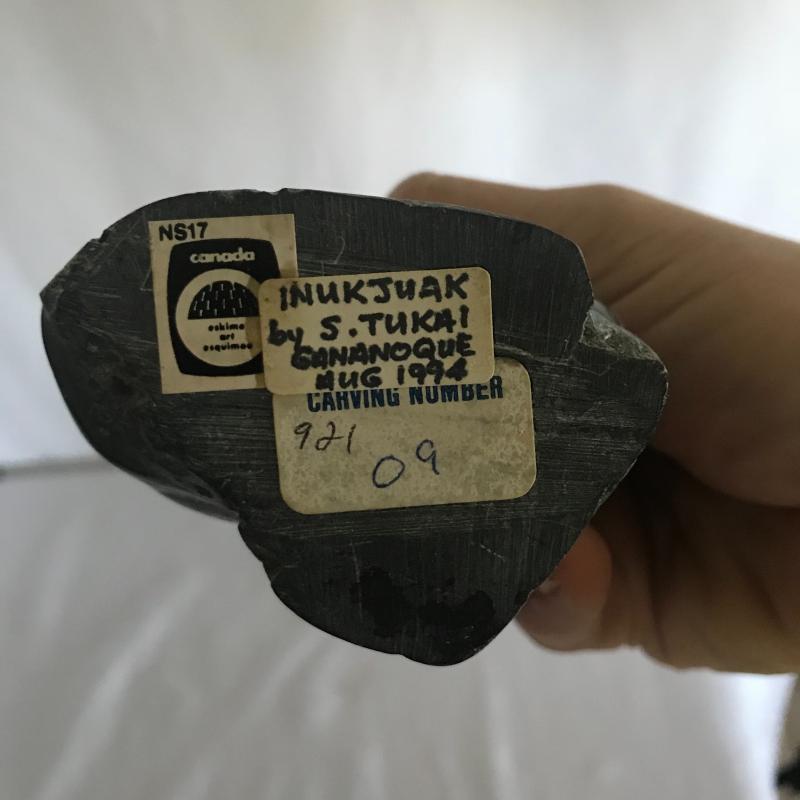 NS17
canada
eskimo
art
esquimau
INUKJUAK
by S. TUKAI
GANANOQUE
AUG 1994
CARVING NUMBER
921
09